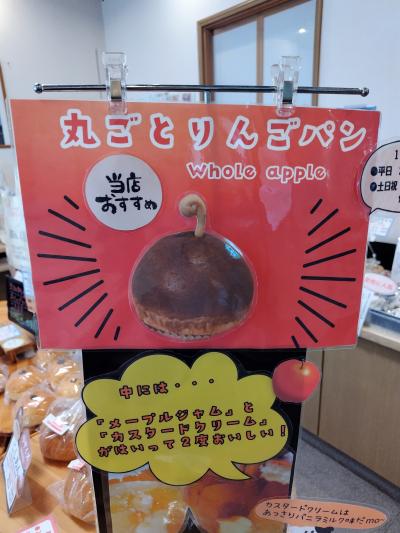 丸ごとりんごパン
whole apple
当店
おすすめ
●平日
●土日祝
中には・・・
「メープルジャム」と
「カスタードクリーム」
がはいって2度おいしい!
カスタードクリームは
あっさりバニラミルク味だmo~